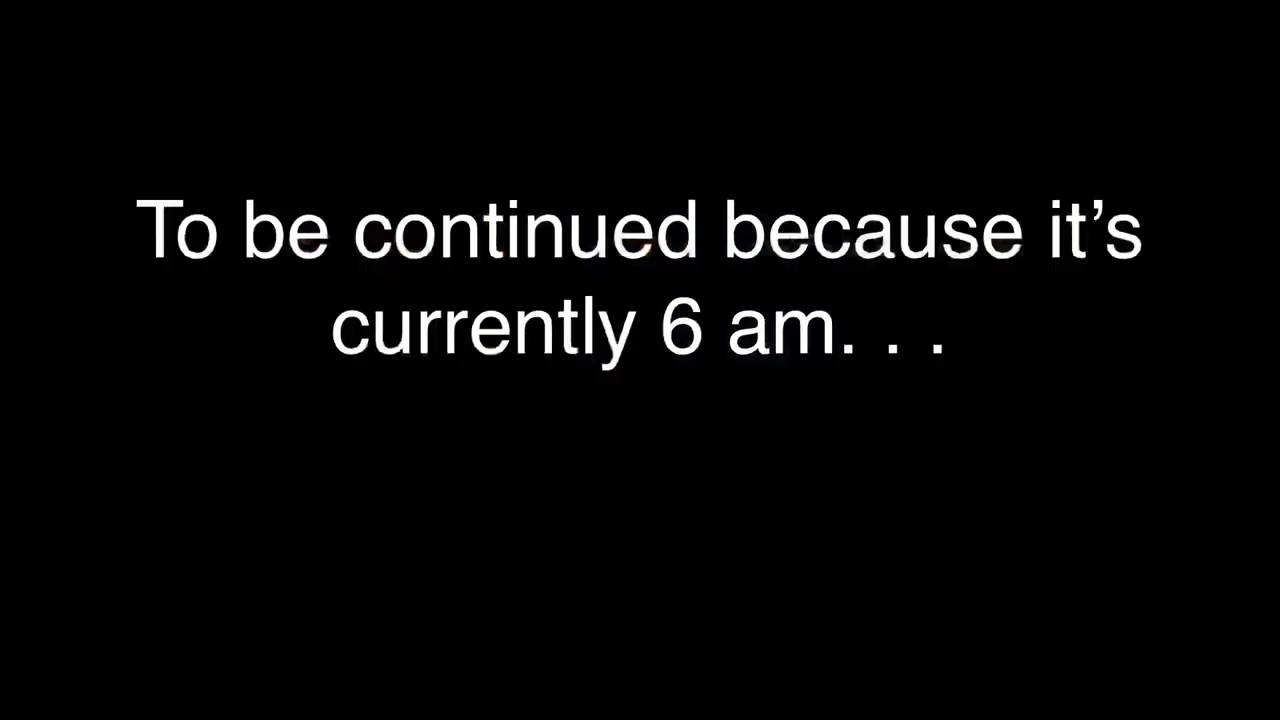 To be continued because it’s
currently 6 am. . .